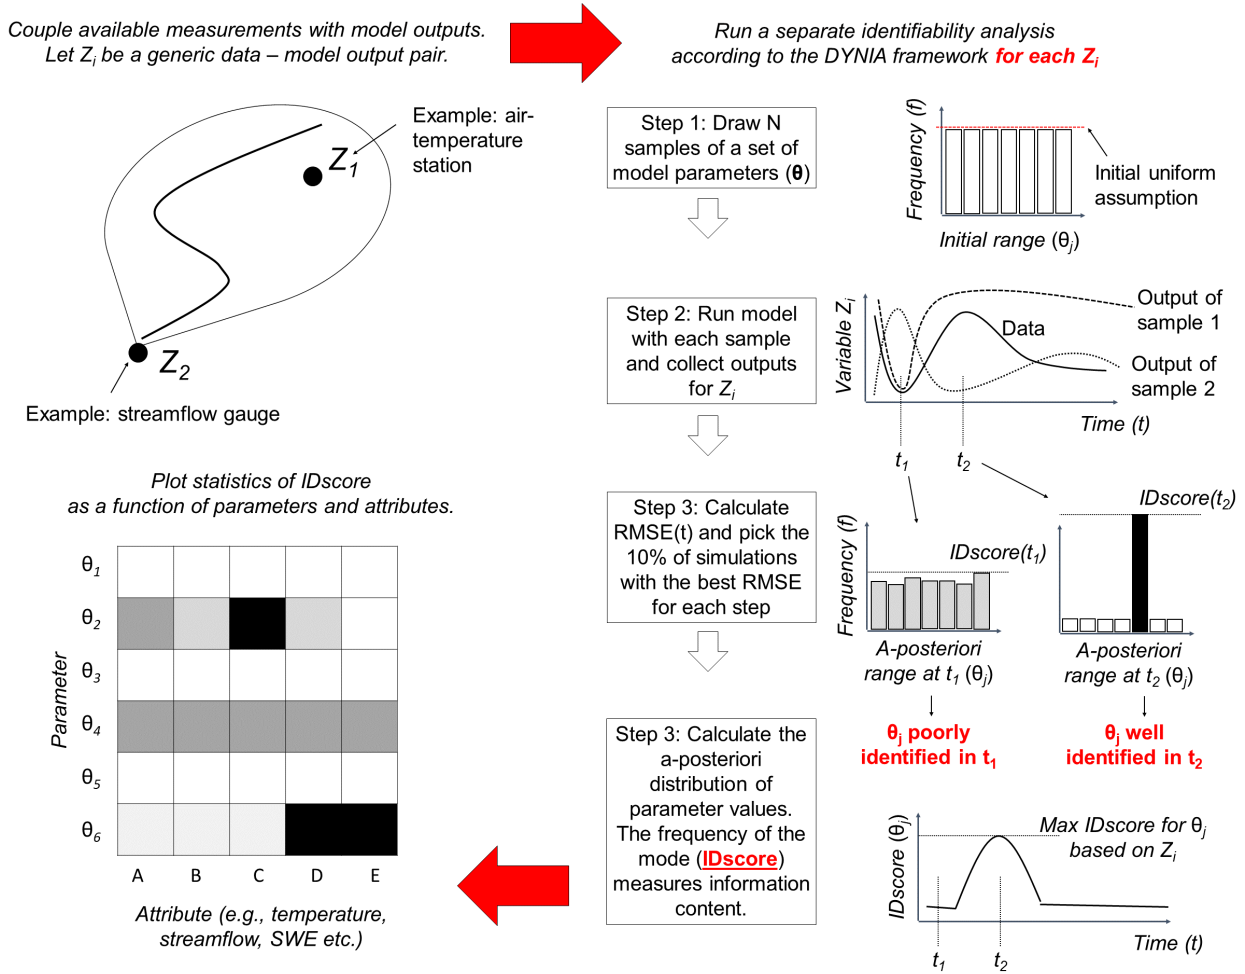 Couple available measurements with model outputs.
Let Zi be a generic data – model output pair.
Run a separate identifiability analysis
according to the DYNIA framework for each Zi
Example: air-
temperature
station
Z1
Z2
Example: streamflow gauge
Step 1: Draw N
samples of a set of
model parameters (θ)
Frequency (f)
Initial uniform
assumption
Initial range (θj)
Step 2: Run model
with each sample
and collect outputs
for Zi
Variable Zi
Output of
sample 1
Data
Output of
sample 2
Time (t)
t1
t2
Step 3: Calculate
RMSE(t) and pick the
10% of simulations
with the best RMSE
for each step
Frequency (f)
IDscore(t1)
A-posteriori
range at t1 (θj)
θj poorly
identified in t1
IDscore(t2)
A-posteriori
range at t2 (θj)
θj well
identified in t2
Step 3: Calculate the
a-posteriori
distribution of
parameter values.
The frequency of the
mode (IDscore)
measures information
content.
IDscore (θj)
Max IDscore for θj
based on Zi
Time (t)
t1
t2
Plot statistics of IDscore
as a function of parameters and attributes.
Parameter
θ1
θ2
θ3
θ4
θ5
θ6
A B C D E
Attribute (e.g., temperature,
streamflow, SWE etc.)